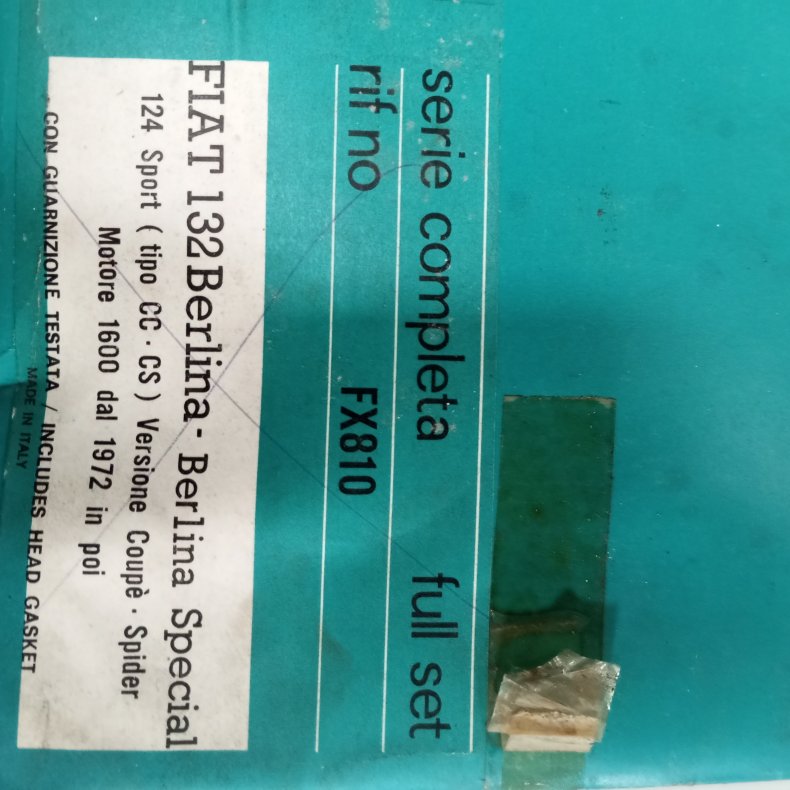 serie completa full set
rif no FX810
FIAT 132 Berlina - Berlina Special
124 Sport ( tipo CC · CS ) Versione Coupè · Spider
Motore 1600 dal 1972 in poi
CON GUARNIZIONE TESTATA / INCLUDES HEAD GASKET
MADE IN ITALY